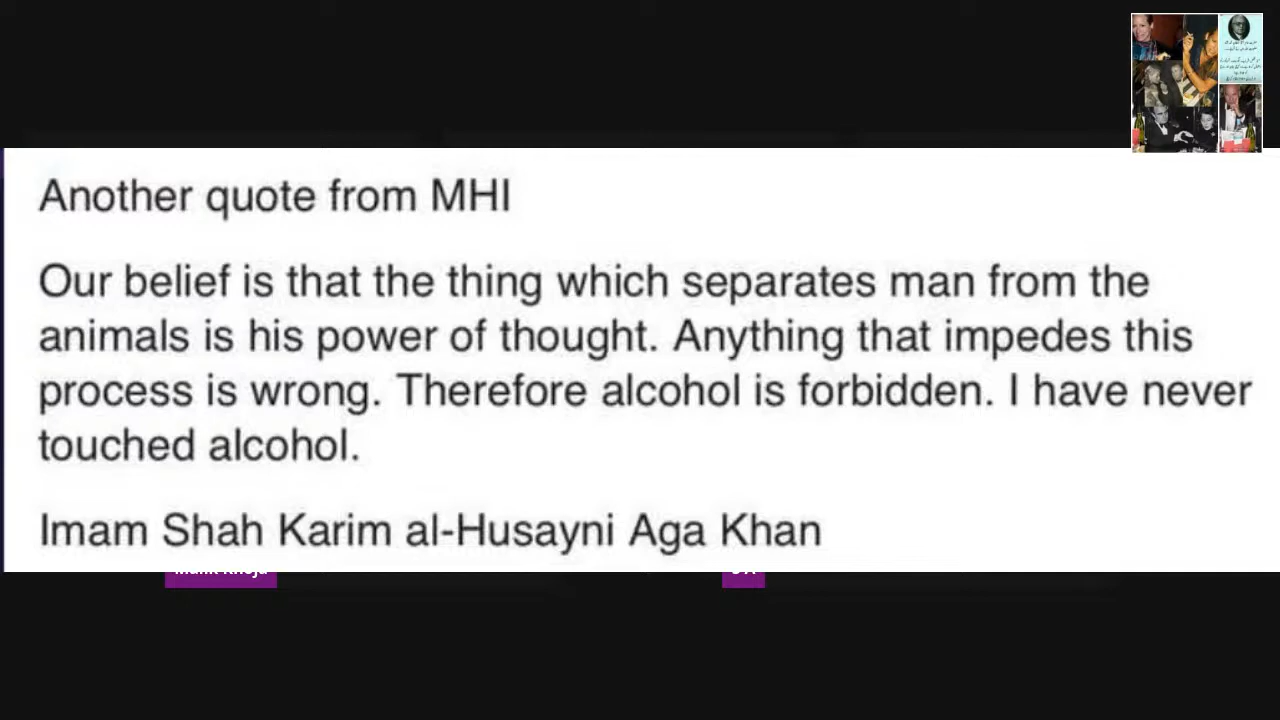 Another quote from MHI
Our belief is that the thing which separates man from the
animals is his power of thought. Anything that impedes this
process is wrong. Therefore alcohol is forbidden. I have never
touched alcohol.
Imam Shah Karim al-Husayni Aga Khan